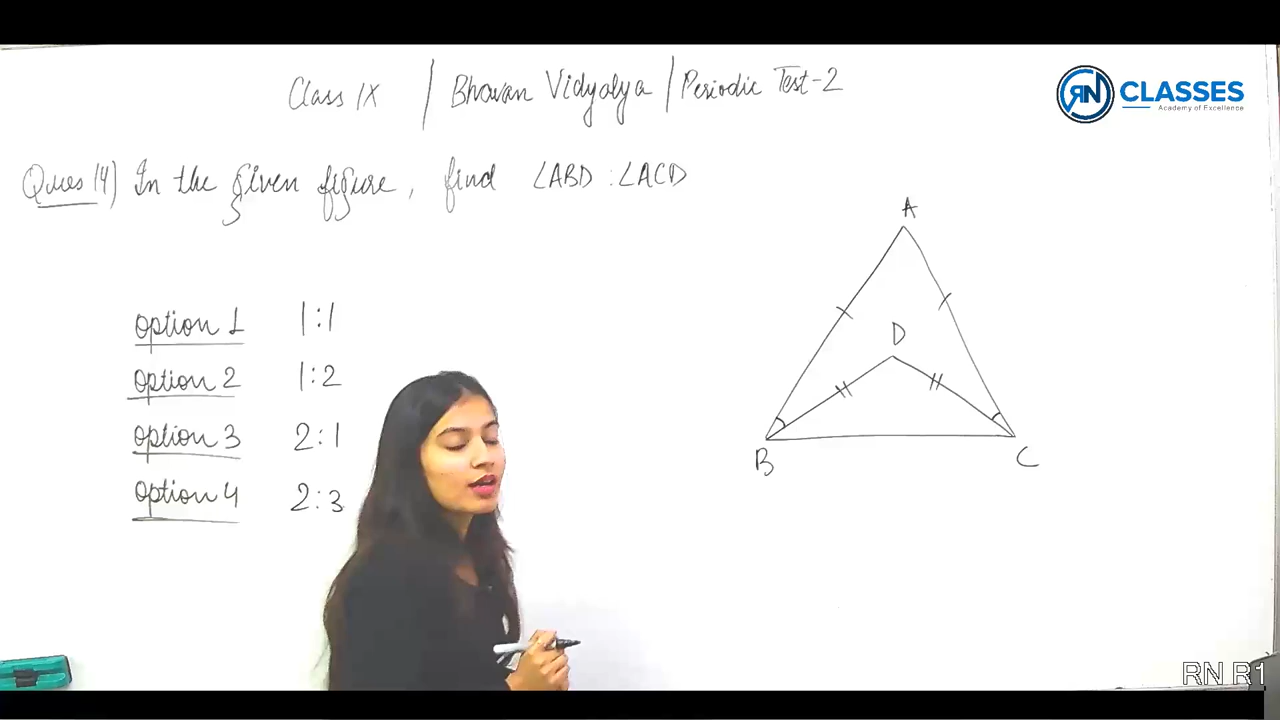 Class IX / Bhavan Vidyalya / Periodic Test-2
RN CLASSES
Academy of Excellence
Ques 14) In the given figure, find ∠ABD : ∠ACD
A
D
B
C
option 1 1:1
option 2 1:2
option 3 2:1
option 4 2:3
RN R1